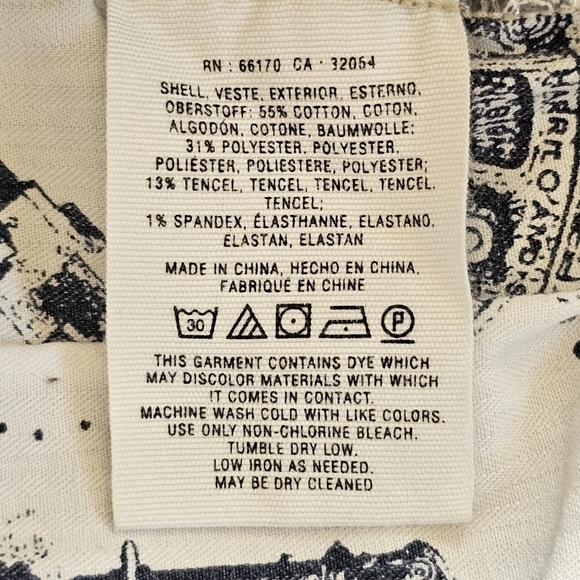 RN : 66170 CA · 32054
SHELL, VESTE, EXTERIOR, ESTERNO,
OBERSTOFF: 55% COTTON, COTON,
ALGODÓN, COTONE, BAUMWOLLE;
31% POLYESTER, POLYESTER,
POLIÉSTER, POLIESTERE, POLYESTER;
13% TENCEL, TENCEL, TENCEL, TENCEL,
TENCEL;
1% SPANDEX, ÉLASTHANNE, ELASTANO,
ELASTAN, ELASTAN
MADE IN CHINA, HECHO EN CHINA,
FABRIQUÉ EN CHINE
30 P
THIS GARMENT CONTAINS DYE WHICH
MAY DISCOLOR MATERIALS WITH WHICH
IT COMES IN CONTACT.
MACHINE WASH COLD WITH LIKE COLORS.
USE ONLY NON-CHLORINE BLEACH.
TUMBLE DRY LOW.
LOW IRON AS NEEDED.
MAY BE DRY CLEANED